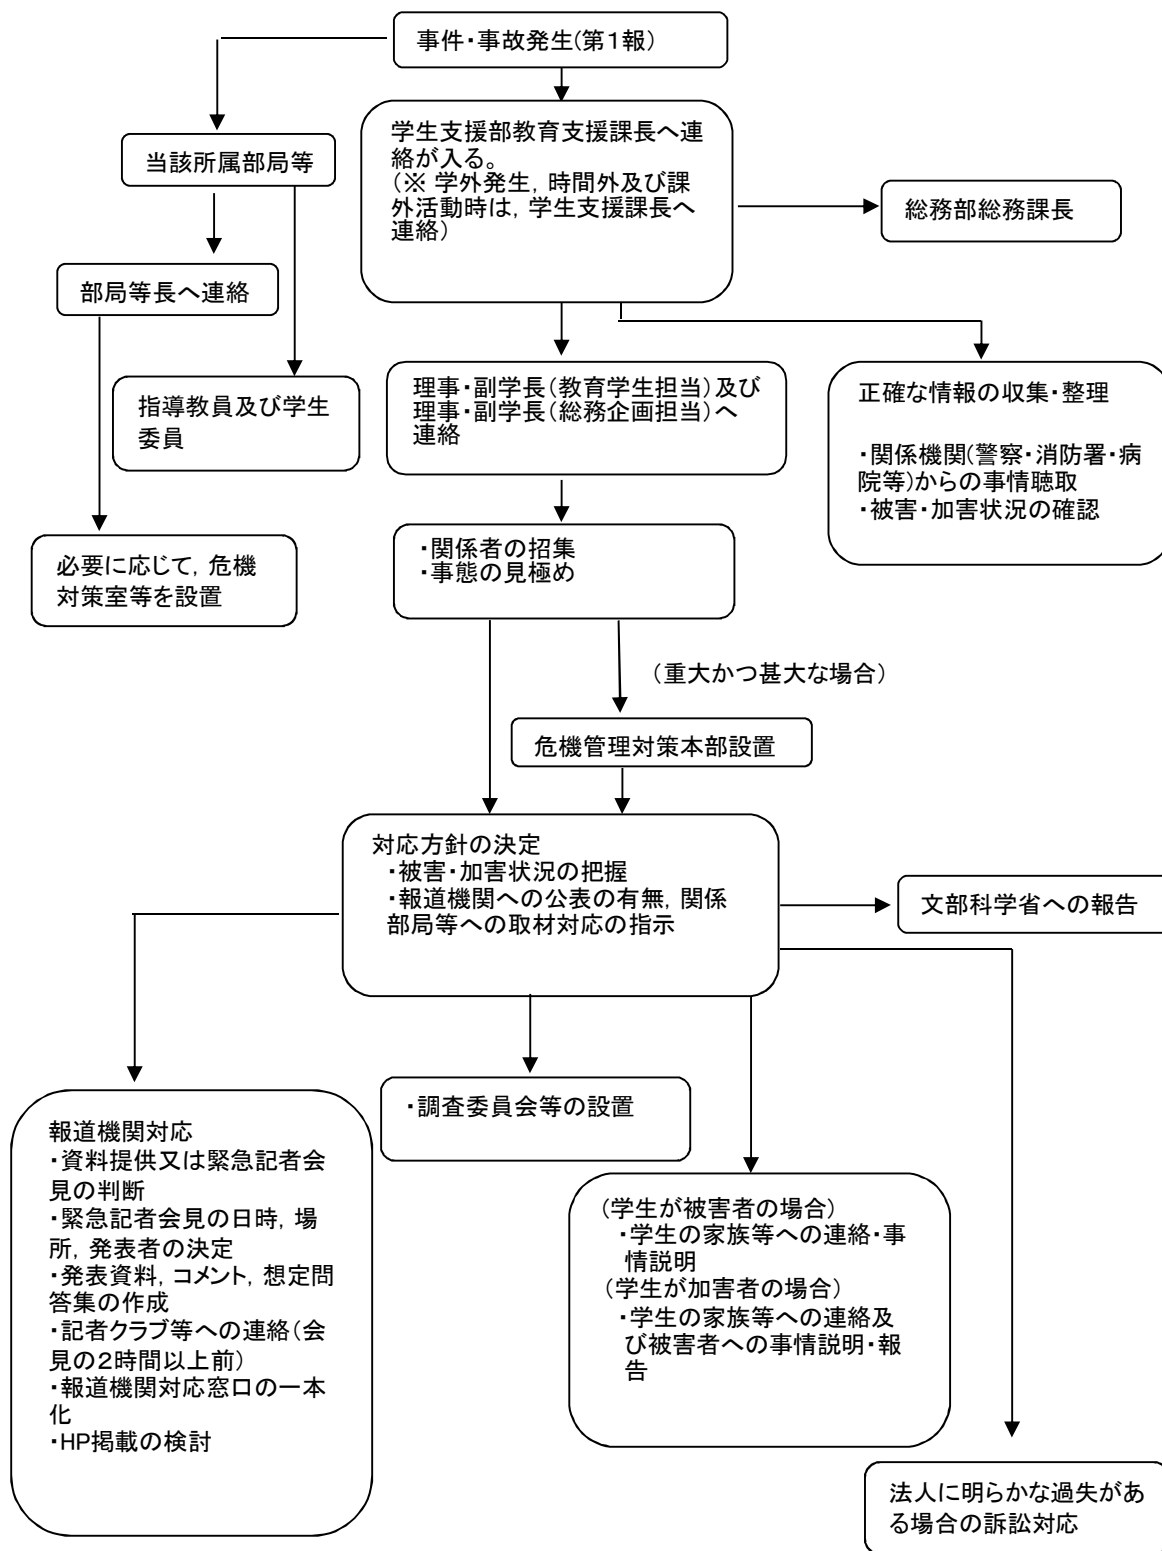 事件・事故発生(第１報)
学生支援部教育支援課長へ連
絡が入る。
(※ 学外発生, 時間外及び課
外活動時は, 学生支援課長へ
連絡)
当該所属部局等
総務部総務課長
部局等長へ連絡
指導教員及び学生
委員
理事・副学長(教育学生担当)及び
理事・副学長(総務企画担当)へ
連絡
正確な情報の収集・整理
・関係機関(警察・消防署・病
院等)からの事情聴取
・被害・加害状況の確認
必要に応じて, 危機
対策室等を設置
・関係者の招集
・事態の見極め
(重大かつ甚大な場合)
危機管理対策本部設置
対応方針の決定
・被害・加害状況の把握
・報道機関への公表の有無, 関係
部局等への取材対応の指示
文部科学省への報告
・調査委員会等の設置
報道機関対応
・資料提供又は緊急記者会
見の判断
・緊急記者会見の日時, 場
所, 発表者の決定
・発表資料, コメント, 想定問
答集の作成
・記者クラブ等への連絡(会
見の２時間以上前)
・報道機関対応窓口の一本
化
・HP掲載の検討
(学生が被害者の場合)
・学生の家族等への連絡・事
情説明
(学生が加害者の場合)
・学生の家族等への連絡及
び被害者への事情説明・報
告
法人に明らかな過失があ
る場合の訴訟対応